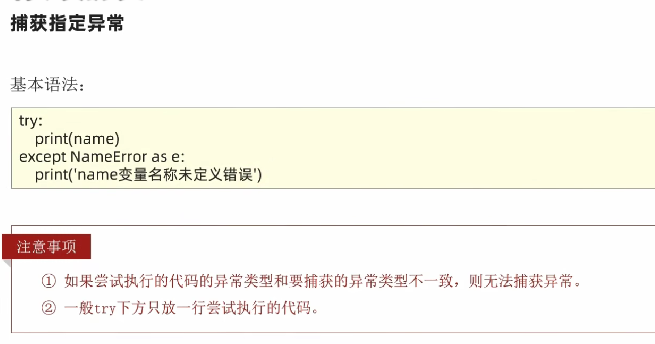 捕获指定异常
基本语法：
try:
    print(name)
except NameError as e:
    print('name变量名称未定义错误')
注意事项
① 如果尝试执行的代码的异常类型和要捕获的异常类型不一致，则无法捕获异常。
② 一般try下方只放一行尝试执行的代码。